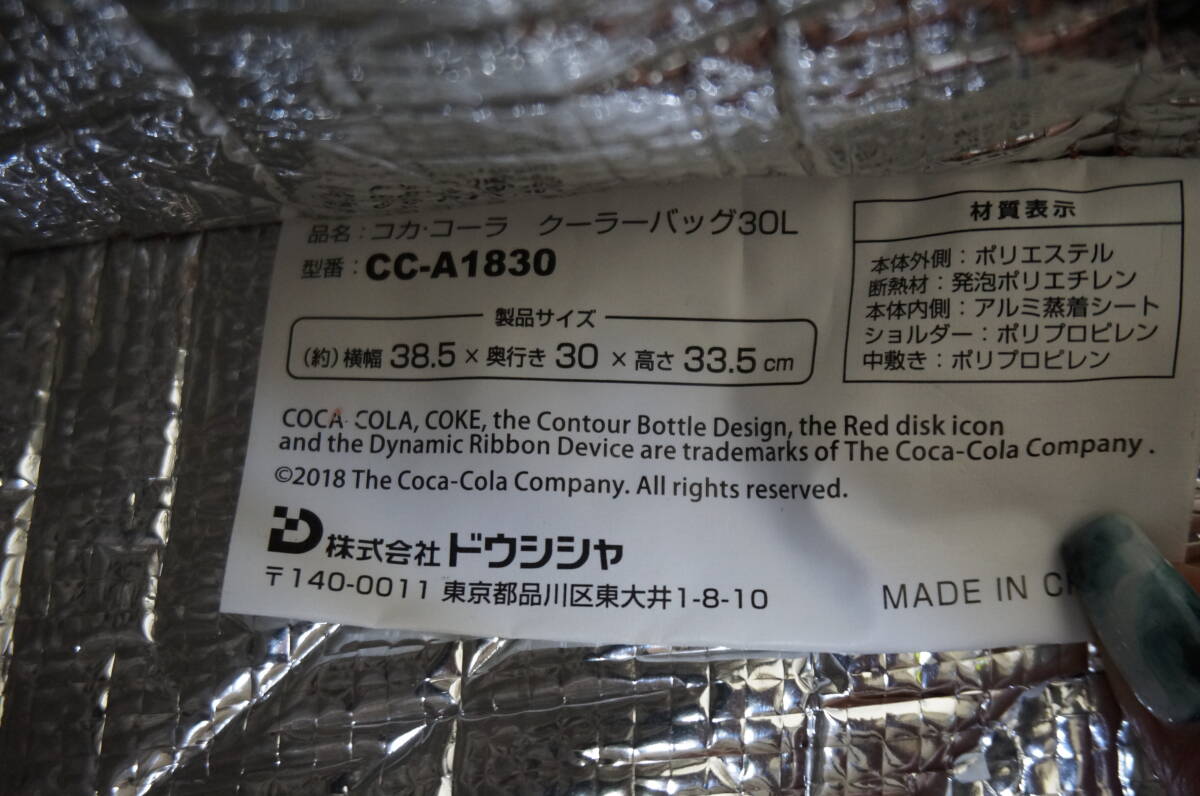 品名：コカ・コーラ　クーラーバッグ30L
型番：CC-A1830
製品サイズ
（約）横幅 38.5 × 奥行き 30 × 高さ 33.5 cm
材質表示
本体外側：ポリエステル
断熱材：発泡ポリエチレン
本体内側：アルミ蒸着シート
ショルダー：ポリプロピレン
中敷き：ポリプロピレン
COCA-COLA, COKE, the Contour Bottle Design, the Red disk icon
and the Dynamic Ribbon Device are trademarks of The Coca-Cola Company .
©2018 The Coca-Cola Company. All rights reserved.
株式会社ドウシシャ
〒140-0011 東京都品川区東大井1-8-10
MADE IN